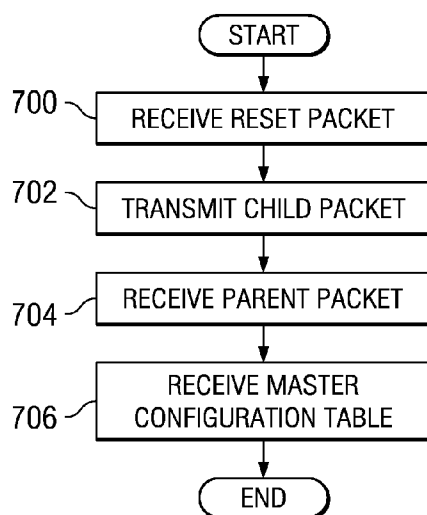 START
700
RECEIVE RESET PACKET
702
TRANSMIT CHILD PACKET
704
RECEIVE PARENT PACKET
706
RECEIVE MASTER
CONFIGURATION TABLE
END